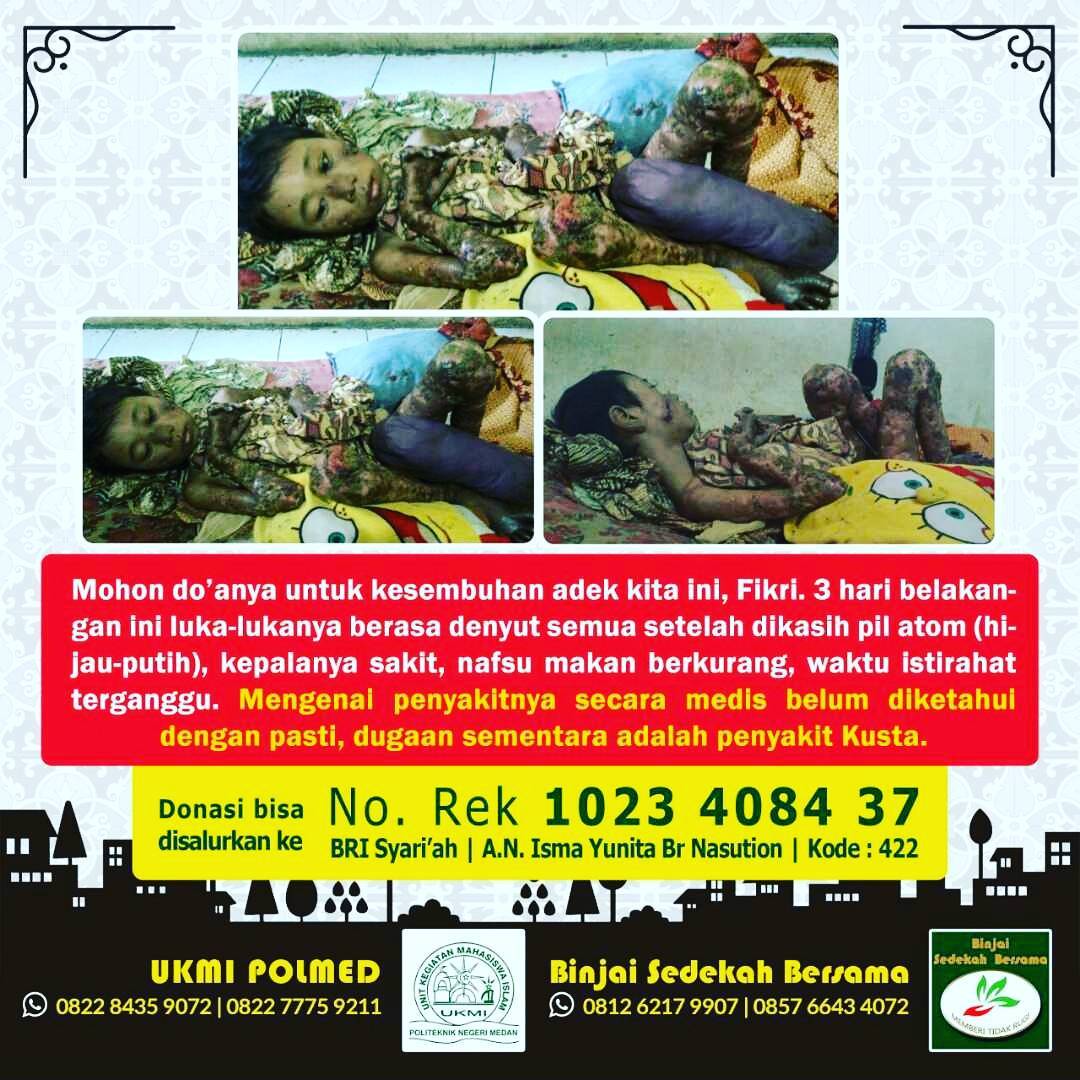 Mohon do'anya untuk kesembuhan adek kita ini, Fikri. 3 hari belakan-
gan ini luka-lukanya berasa denyut semua setelah dikasih pil atom (hi-
jau-putih), kepalanya sakit, nafsu makan berkurang, waktu istirahat
terganggu. Mengenai penyakitnya secara medis belum diketahui
dengan pasti, dugaan sementara adalah penyakit Kusta.
Donasi bisa
disalurkan ke
No. Rek 1023 4084 37
BRI Syari'ah | A.N. Isma Yunita Br Nasution | Kode : 422
UKMI POLMED
0822 8435 9072 | 0822 7775 9211
UNIT KEGIATAN MAHASISWA ISLAM
UKMI
POLITEKNIK NEGERI MEDAN
Binjai Sedekah Bersama
0812 6217 9907 | 0857 6643 4072
Binjai
Sedekah Bersama
MEMBERI TIDAK RUGI